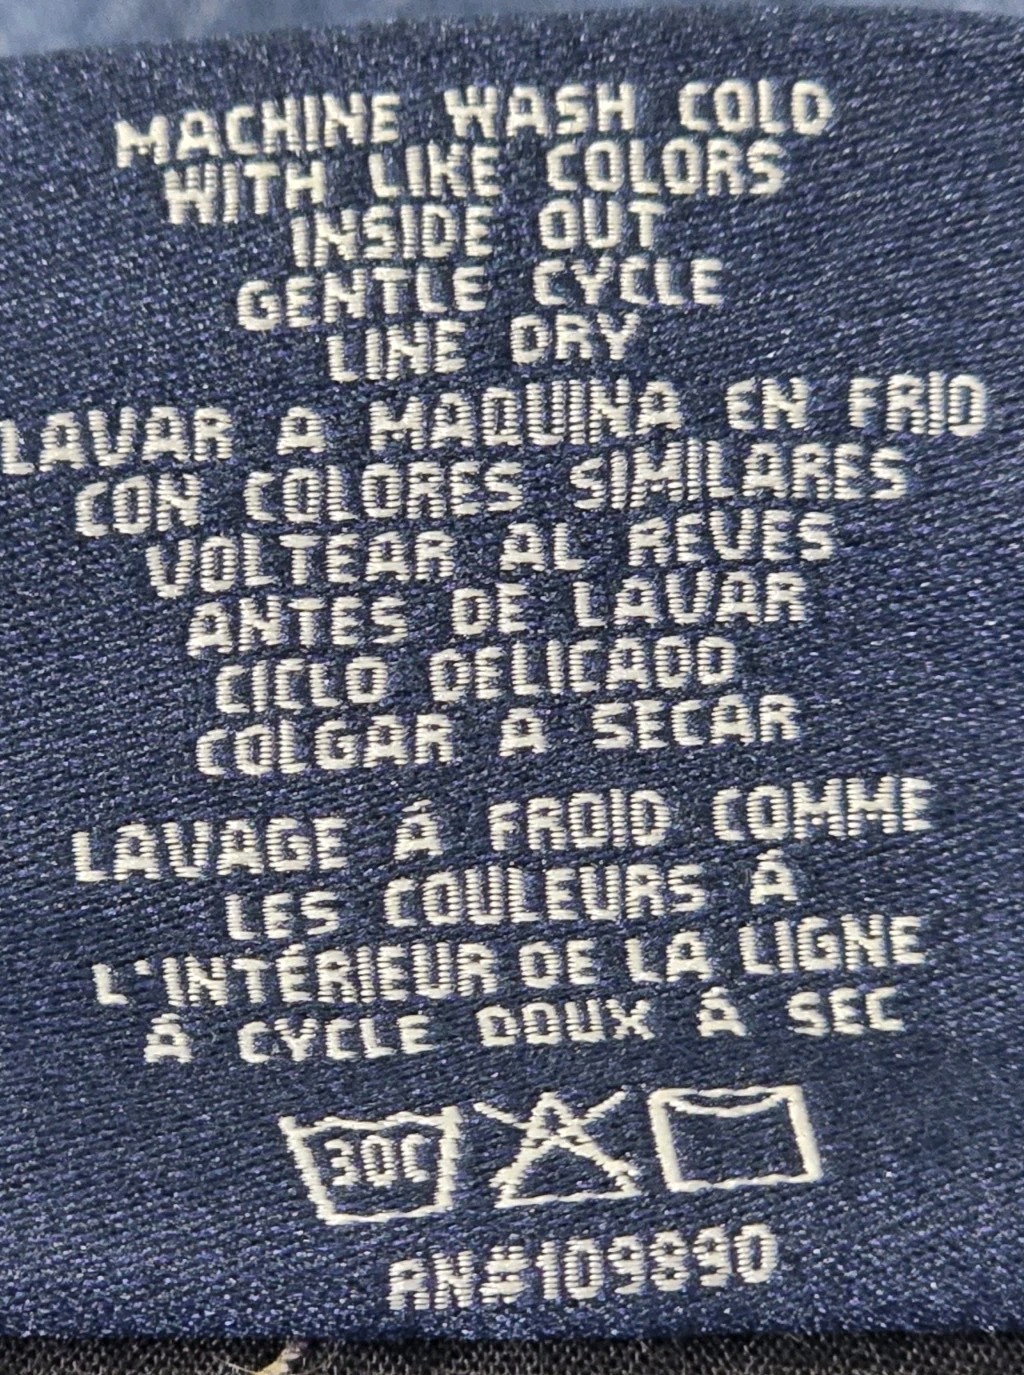 MACHINE WASH COLD
WITH LIKE COLORS
INSIDE OUT
GENTLE CYCLE
LINE DRY
LAVAR A MAQUINA EN FRIO
CON COLORES SIMILARES
VOLTEAR AL REVES
ANTES DE LAVAR
CICLO DELICADO
COLGAR A SECAR
LAVAGE Á FROID COMME
LES COULEURS Á
L'INTÉRIEUR DE LA LIGNE
Á CYCLE DOUX Á SEC
30C
RN#109890